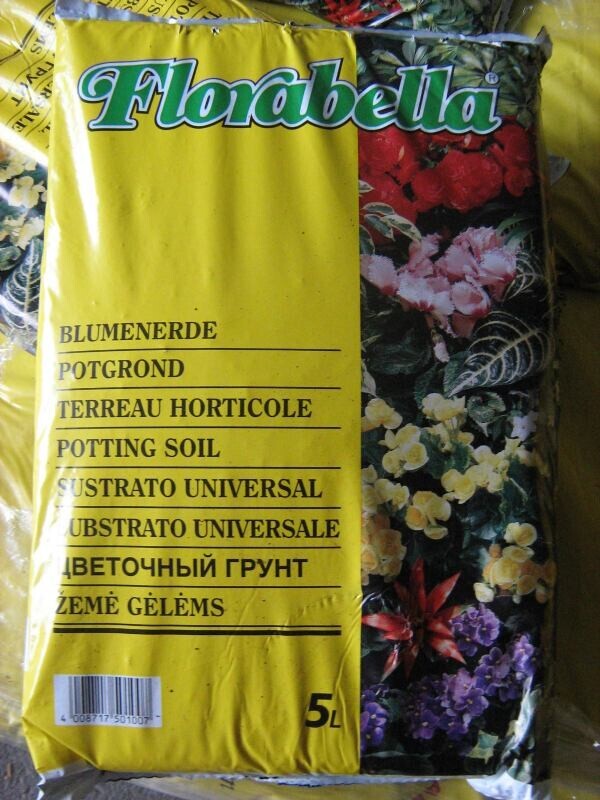 Florabella®
BLUMENERDE
POTGROND
TERREAU HORTICOLE
POTTING SOIL
SUSTRATO UNIVERSAL
SUBSTRATO UNIVERSALE
ЦВЕТОЧНЫЙ ГРУНТ
ŽEMĖ GĖLĖMS
5L
4 008717 501007